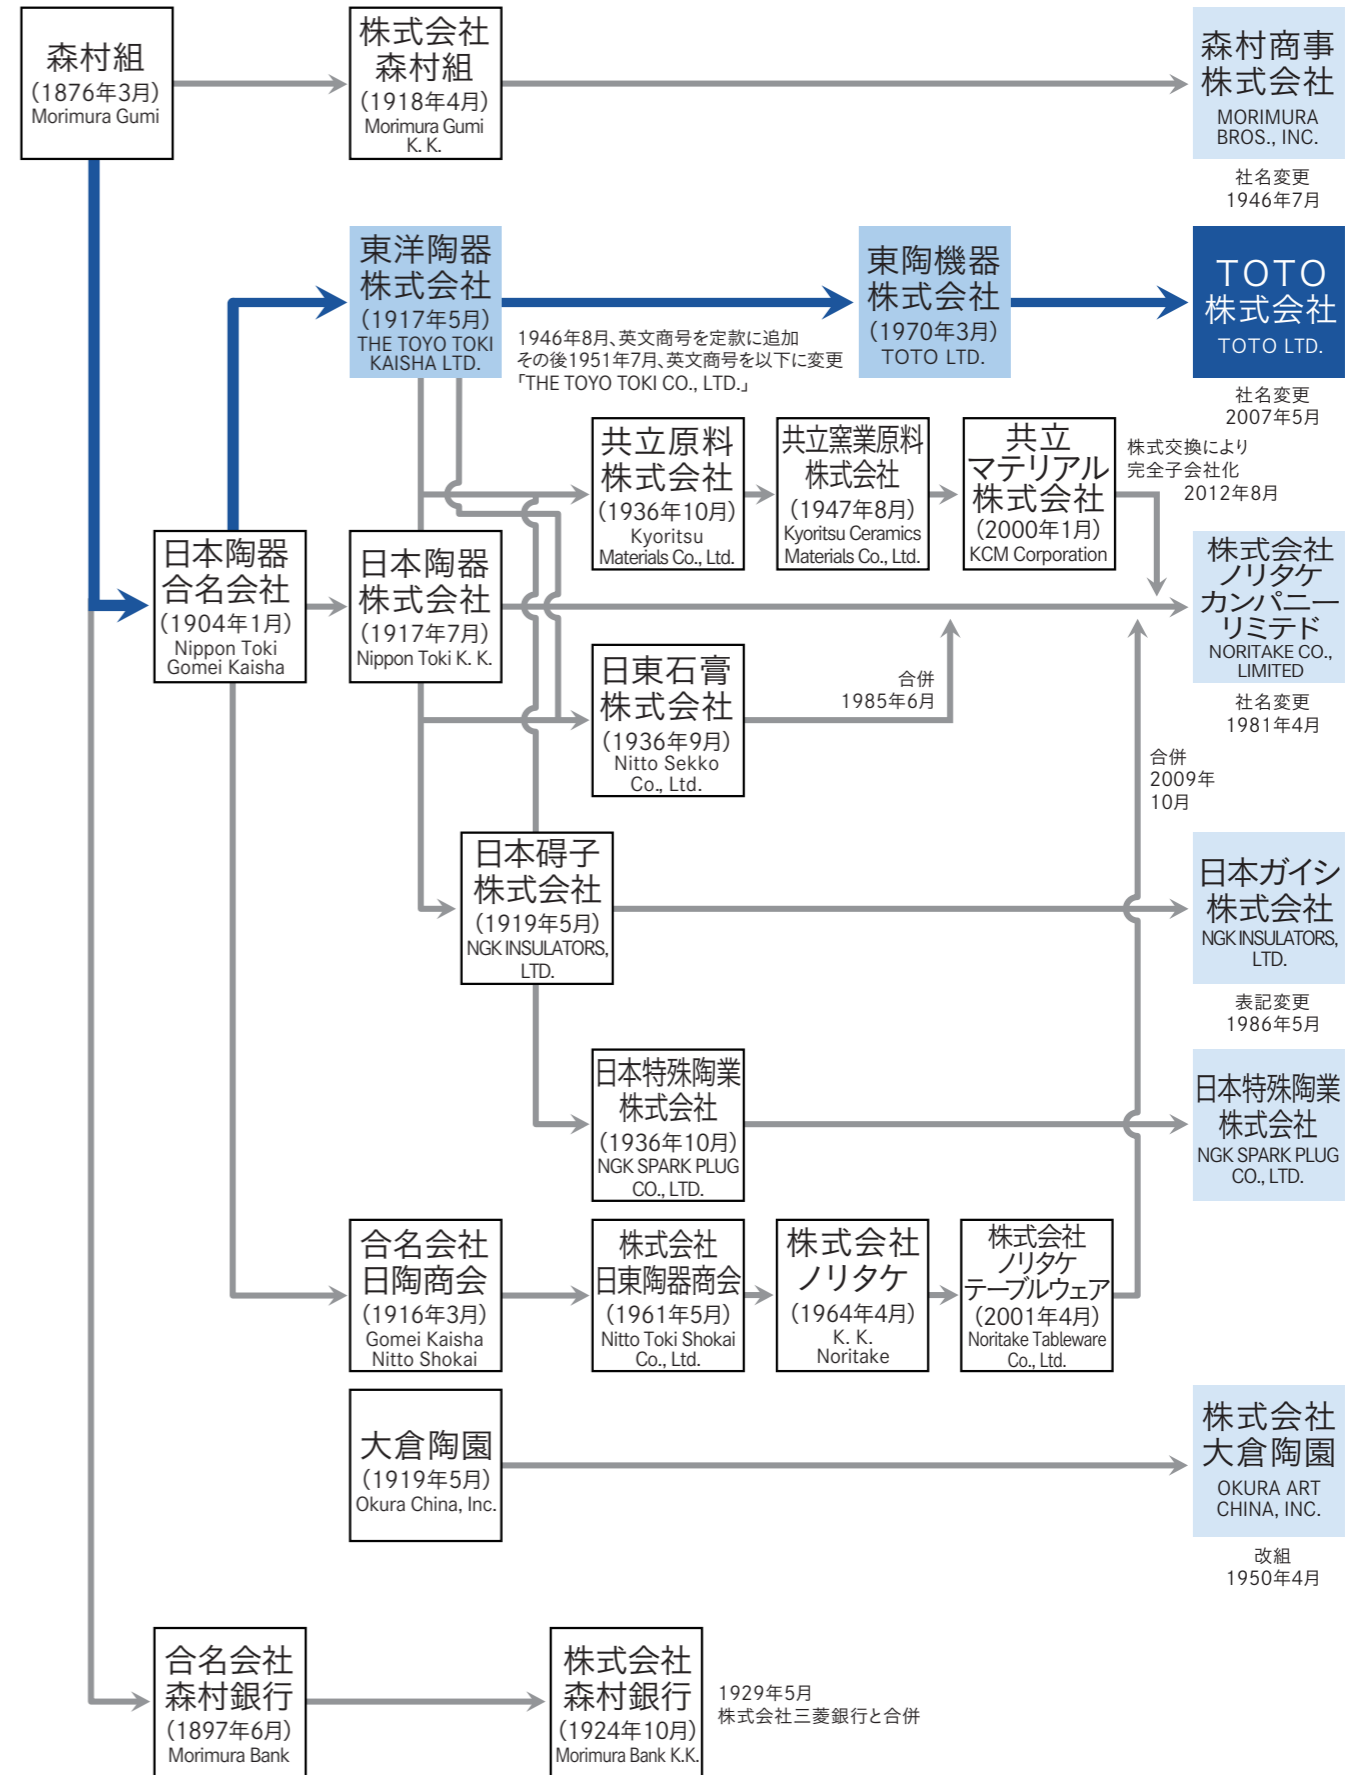 森村組
(1876年3月)
Morimura Gumi
株式会社
森村組
(1918年4月)
Morimura Gumi
K. K.
森村商事
株式会社
MORIMURA
BROS., INC.
社名変更
1946年7月
東洋陶器
株式会社
(1917年5月)
THE TOYO TOKI
KAISHA LTD.
1946年8月、英文商号を定款に追加
その後1951年7月、英文商号を以下に変更
「THE TOYO TOKI CO., LTD.」
東陶機器
株式会社
(1970年3月)
TOTO LTD.
TOTO
株式会社
TOTO LTD.
社名変更
2007年5月
共立原料
株式会社
(1936年10月)
Kyoritsu
Materials Co., Ltd.
共立窯業原料
株式会社
(1947年8月)
Kyoritsu Ceramics
Materials Co., Ltd.
共立
マテリアル
株式会社
(2000年1月)
KCM Corporation
株式交換により
完全子会社化
2012年8月
日本陶器
合名会社
(1904年1月)
Nippon Toki
Gomei Kaisha
日本陶器
株式会社
(1917年7月)
Nippon Toki K. K.
株式会社
ノリタケ
カンパニー
リミテド
NORITAKE CO.,
LIMITED
社名変更
1981年4月
日東石膏
株式会社
(1936年9月)
Nitto Sekko
Co., Ltd.
合併
1985年6月
合併
2009年
10月
日本碍子
株式会社
(1919年5月)
NGK INSULATORS,
LTD.
日本ガイシ
株式会社
NGK INSULATORS,
LTD.
表記変更
1986年5月
日本特殊陶業
株式会社
(1936年10月)
NGK SPARK PLUG
CO., LTD.
日本特殊陶業
株式会社
NGK SPARK PLUG
CO., LTD.
合名会社
日陶商会
(1916年3月)
Gomei Kaisha
Nitto Shokai
株式会社
日東陶器商会
(1961年5月)
Nitto Toki Shokai
Co., Ltd.
株式会社
ノリタケ
(1964年4月)
K. K.
Noritake
株式会社
ノリタケ
テーブルウェア
(2001年4月)
Noritake Tableware
Co., Ltd.
大倉陶園
(1919年5月)
Okura China, Inc.
株式会社
大倉陶園
OKURA ART
CHINA, INC.
改組
1950年4月
合名会社
森村銀行
(1897年6月)
Morimura Bank
株式会社
森村銀行
(1924年10月)
Morimura Bank K.K.
1929年5月
株式会社三菱銀行と合併